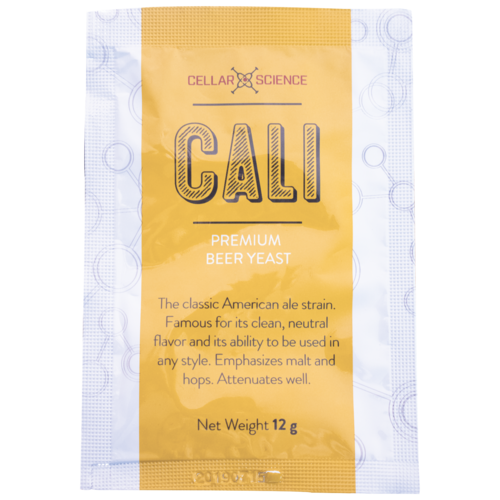 CELLAR SCIENCE
CALI
PREMIUM
BEER YEAST
The classic American ale strain.
Famous for its clean, neutral
flavor and its ability to be used in
any style. Emphasizes malt and
hops. Attenuates well.
Net Weight 12 g